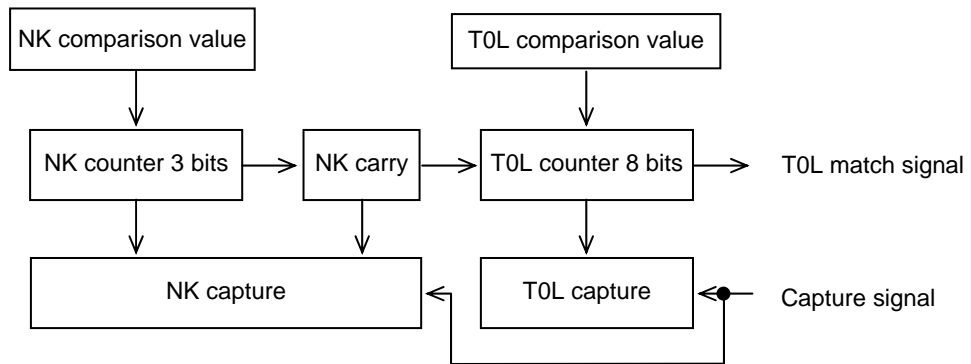 NK comparison value
T0L comparison value
NK counter 3 bits
NK carry
T0L counter 8 bits
T0L match signal
NK capture
T0L capture
Capture signal